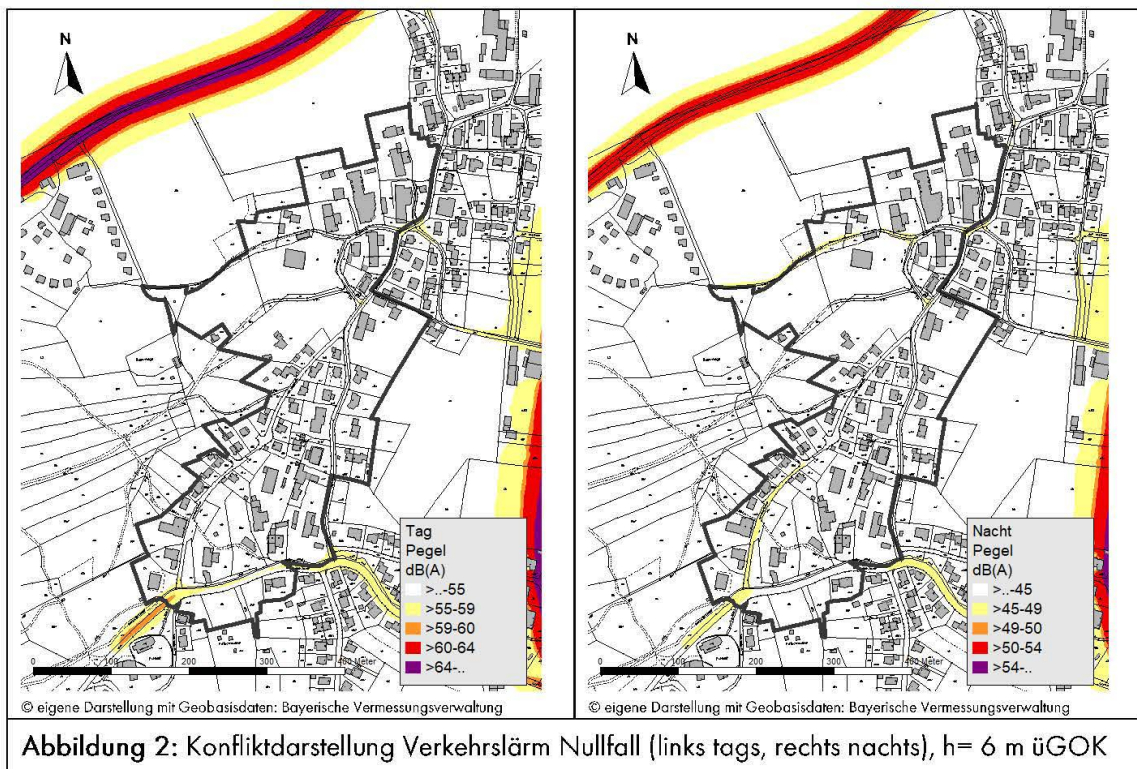 N
Tag
Pegel
dB(A)
>..-55
>55-59
>59-60
>60-64
>64-..
0 100 200 300 400 Meter
© eigene Darstellung mit Geobasisdaten: Bayerische Vermessungsverwaltung
N
Nacht
Pegel
dB(A)
>..-45
>45-49
>49-50
>50-54
>54-..
0 100 200 300 400 Meter
© eigene Darstellung mit Geobasisdaten: Bayerische Vermessungsverwaltung
Abbildung 2: Konfliktdarstellung Verkehrslärm Nullfall (links tags, rechts nachts), h= 6 m üGOK